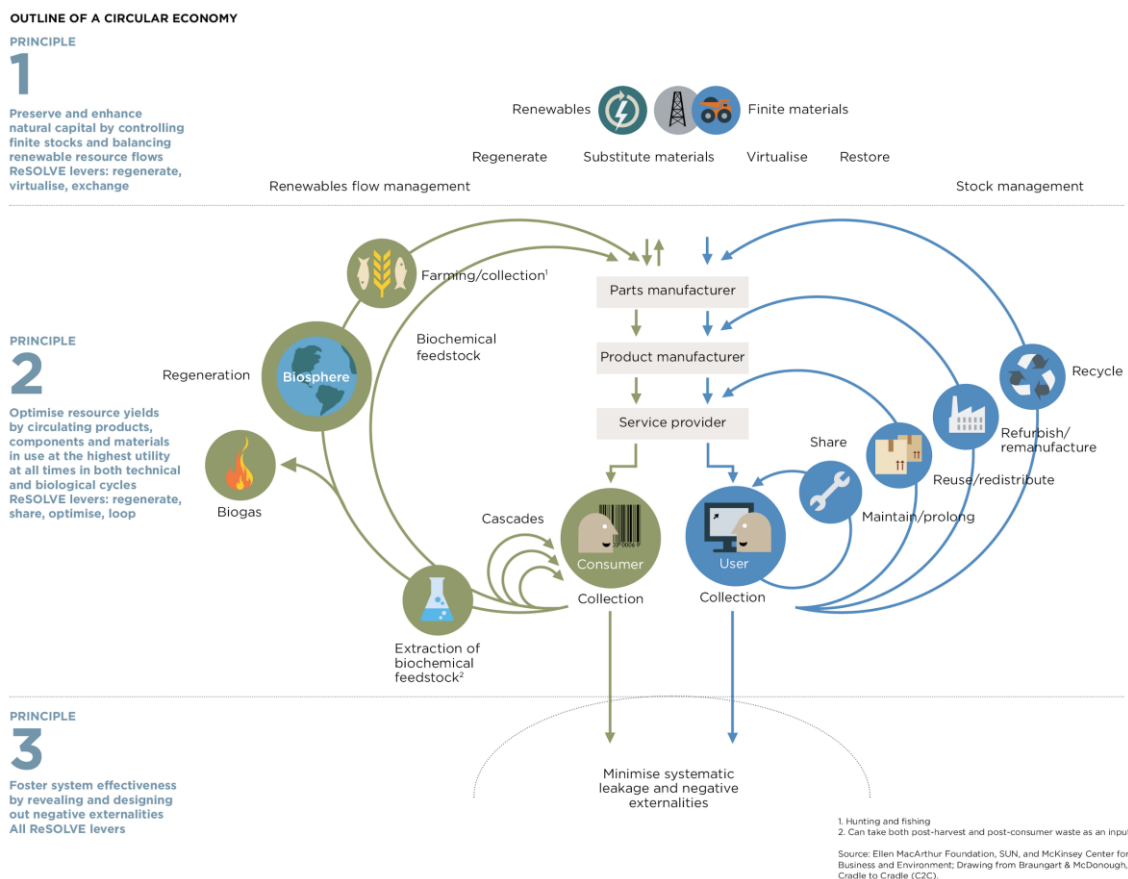 OUTLINE OF A CIRCULAR ECONOMY
PRINCIPLE
1
Preserve and enhance
natural capital by controlling
finite stocks and balancing
renewable resource flows
ReSOLVE levers: regenerate,
virtualise, exchange
Renewables
Finite materials
Regenerate
Substitute materials
Virtualise
Restore
Renewables flow management
Stock management
PRINCIPLE
2
Optimise resource yields
by circulating products,
components and materials
in use at the highest utility
at all times in both technical
and biological cycles
ReSOLVE levers: regenerate,
share, optimise, loop
Farming/collection¹
Biochemical
feedstock
Regeneration
Biosphere
Biogas
Cascades
Extraction of
biochemical
feedstock²
Parts manufacturer
Product manufacturer
Service provider
Consumer
Collection
User
Collection
Share
Maintain/prolong
Reuse/redistribute
Refurbish/
remanufacture
Recycle
PRINCIPLE
3
Foster system effectiveness
by revealing and designing
out negative externalities
All ReSOLVE levers
Minimise systematic
leakage and negative
externalities
1. Hunting and fishing
2. Can take both post-harvest and post-consumer waste as an input
Source: Ellen MacArthur Foundation, SUN, and McKinsey Center for
Business and Environment; Drawing from Braungart & McDonough,
Cradle to Cradle (C2C).